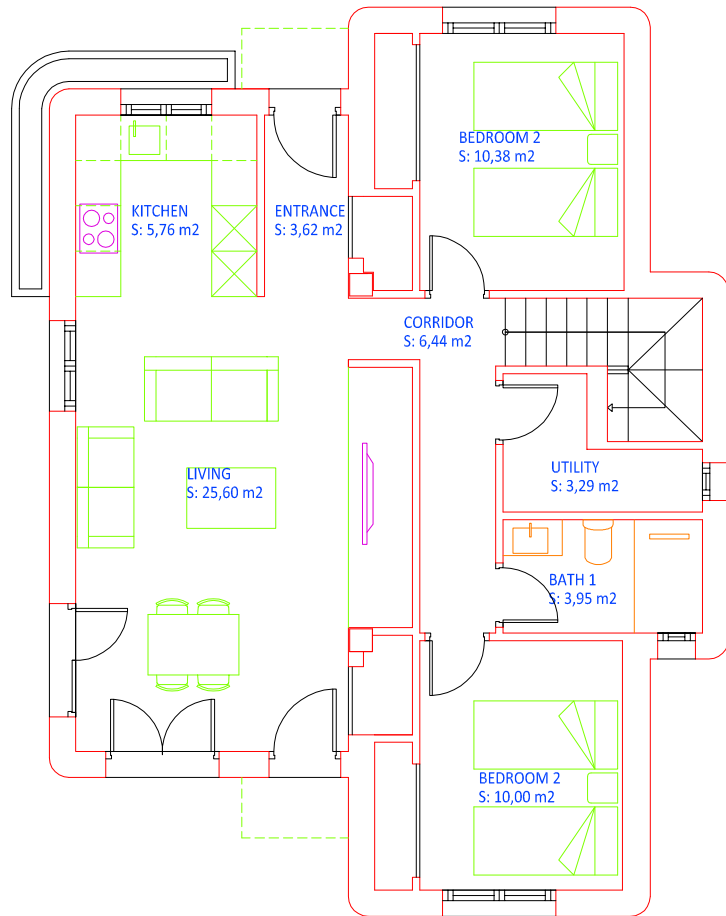 BEDROOM 2
S: 10,38 m2
KITCHEN
S: 5,76 m2
ENTRANCE
S: 3,62 m2
CORRIDOR
S: 6,44 m2
LIVING
S: 25,60 m2
UTILITY
S: 3,29 m2
BATH 1
S: 3,95 m2
BEDROOM 2
S: 10,00 m2